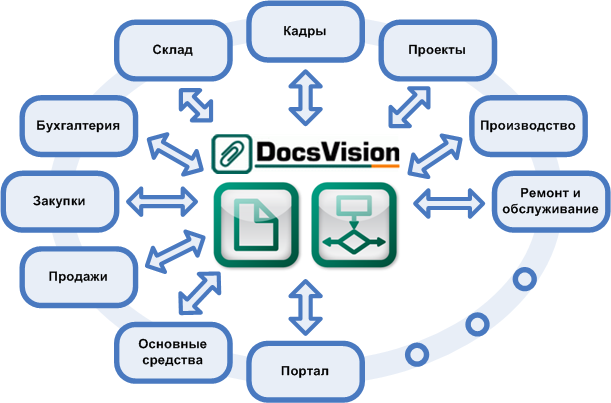 Кадры
Склад
Проекты
Бухгалтерия
Производство
DocsVision
Закупки
Ремонт и
обслуживание
Продажи
Основные
средства
Портал